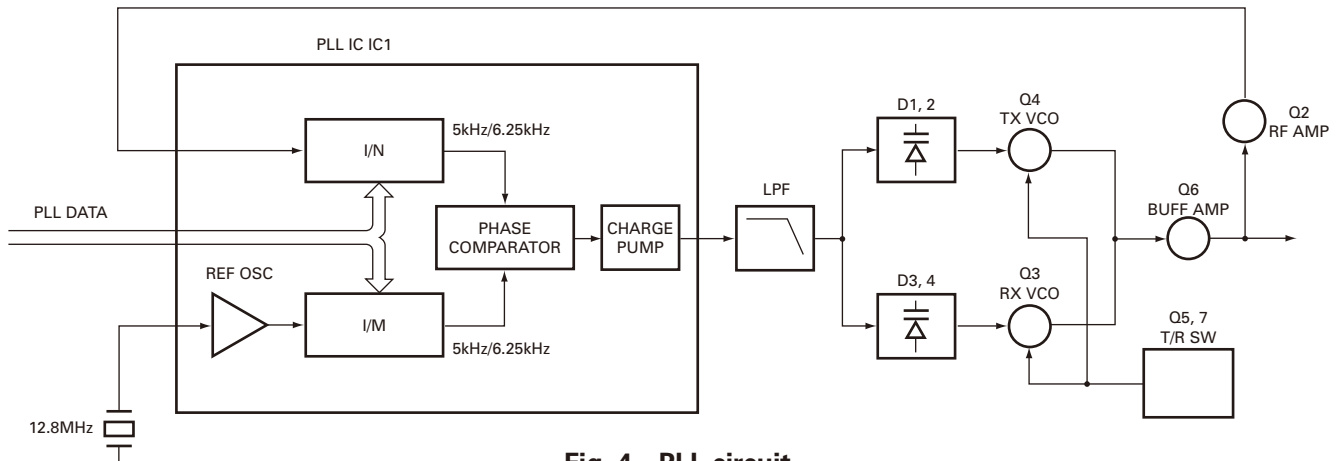 PLL IC IC1
I/N
5kHz/6.25kHz
PLL DATA
PHASE
COMPARATOR
CHARGE
PUMP
REF OSC
I/M
5kHz/6.25kHz
12.8MHz
LPF
D1, 2
Q4
TX VCO
D3, 4
Q3
RX VCO
Q6
BUFF AMP
Q2
RF AMP
Q5, 7
T/R SW